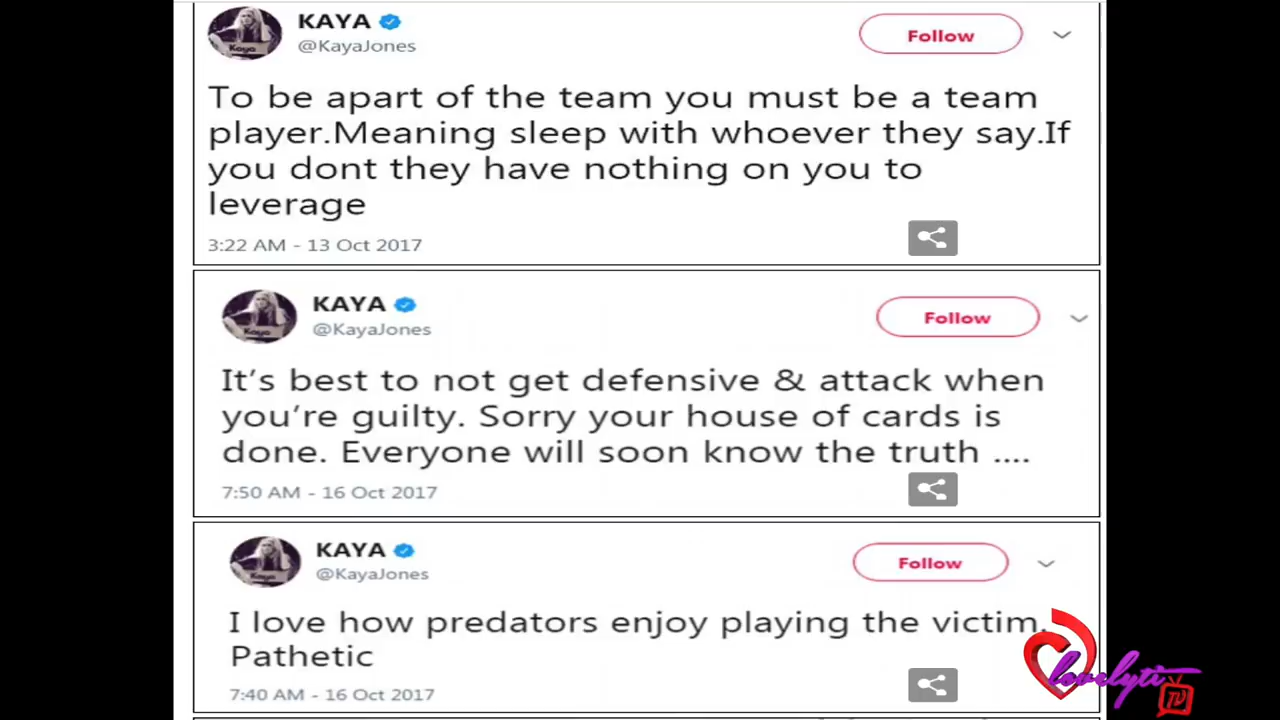 KAYA
@KayaJones
Follow
To be apart of the team you must be a team
player.Meaning sleep with whoever they say.If
you dont they have nothing on you to
leverage
3:22 AM - 13 Oct 2017
KAYA
@KayaJones
Follow
It's best to not get defensive & attack when
you're guilty. Sorry your house of cards is
done. Everyone will soon know the truth ....
7:50 AM - 16 Oct 2017
KAYA
@KayaJones
Follow
I love how predators enjoy playing the victim.
Pathetic
7:40 AM - 16 Oct 2017
lovelyti
TV